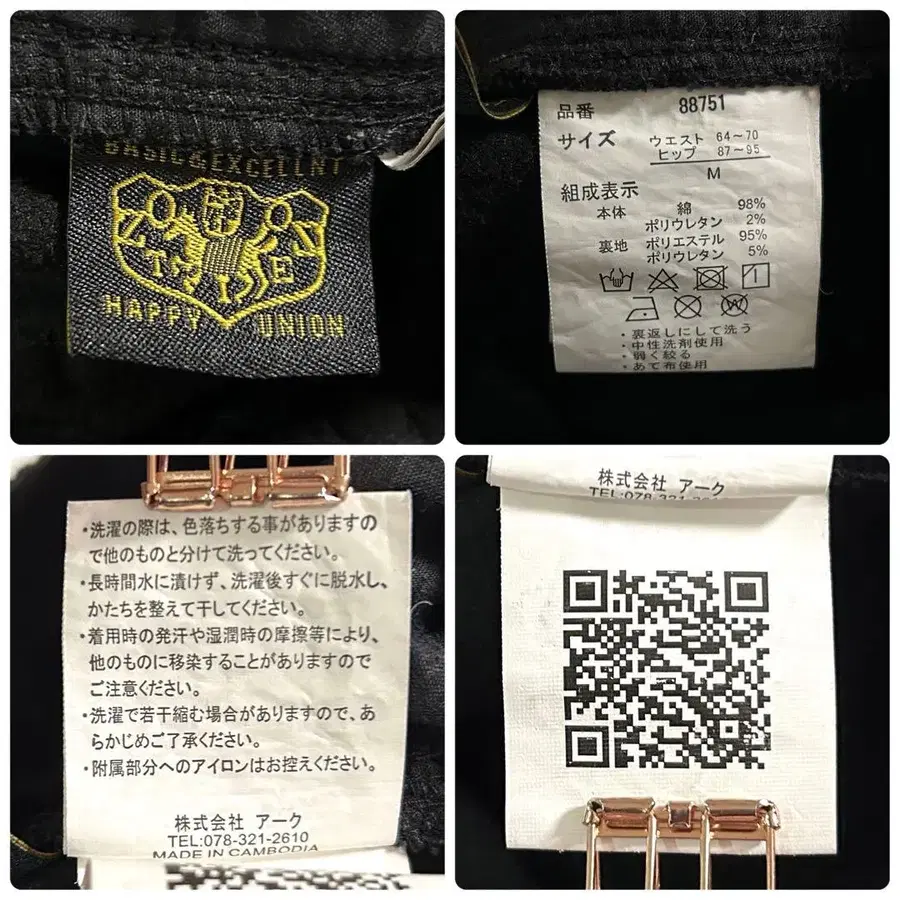 BASIC&EXCELLNT
ZOZO
TIE
HAPPY UNION
品番 88751
サイズ ウエスト 64～70
ヒップ 87～95
M
組成表示
本体 綿 98%
ポリウレタン 2%
裏地 ポリエステル 95%
ポリウレタン 5%
・裏返しにして洗う
・中性洗剤使用
・弱く絞る
・あて布使用
・洗濯の際は、色落ちする事がありますの
で他のものと分けて洗ってください。
・長時間水に漬けず、洗濯後すぐに脱水し、
かたちを整えて干してください。
・着用時の発汗や湿潤時の摩擦等により、
他のものに移染することがありますので
ご注意ください。
・洗濯で若干縮む場合がありますので、あ
らかじめご了承ください。
・附属部分へのアイロンはお控えください。
株式会社 アーク
TEL:078-321-2610
MADE IN CAMBODIA
株式会社 アーク
TEL:078-321-2610